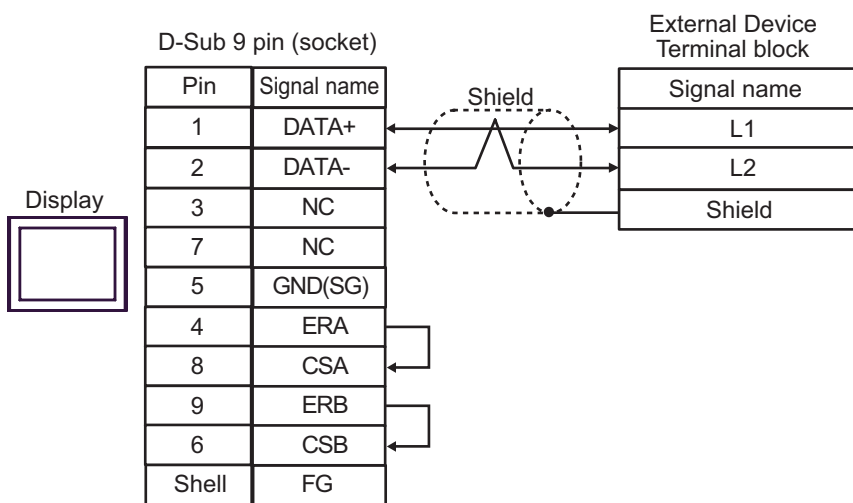 D-Sub 9 pin (socket)
External Device
Terminal block
Pin Signal name
Shield
Signal name
1 DATA+
L1
2 DATA-
L2
Display
3 NC
Shield
7 NC
5 GND(SG)
4 ERA
8 CSA
9 ERB
6 CSB
Shell FG